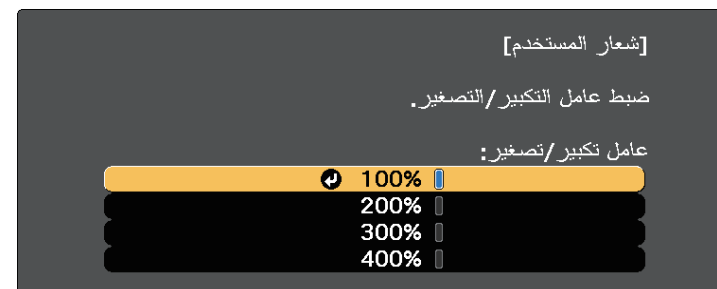 [شعار المستخدم]
ضبط عامل التكبير/التصغير.
عامل تكبير/تصغير:
100%
200%
300%
400%